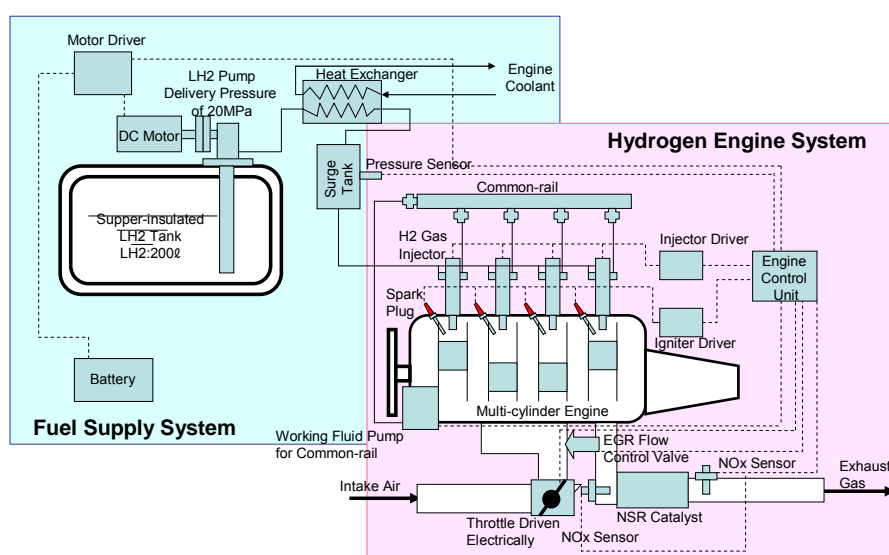 Motor Driver
LH2 Pump
Delivery Pressure
of 20MPa
Heat Exchanger
Engine
Coolant
DC Motor
Hydrogen Engine System
Surge
Tank
Pressure Sensor
Common-rail
Supper-insulated
LH2 Tank
LH2:200ℓ
H2 Gas
Injector
Injector Driver
Engine
Control
Unit
Spark
Plug
Igniter Driver
Battery
Multi-cylinder Engine
Fuel Supply System
Working Fluid Pump
for Common-rail
EGR Flow
Control Valve
NOx Sensor
Exhaust
Gas
Intake Air
Throttle Driven
Electrically
NOx Sensor
NSR Catalyst